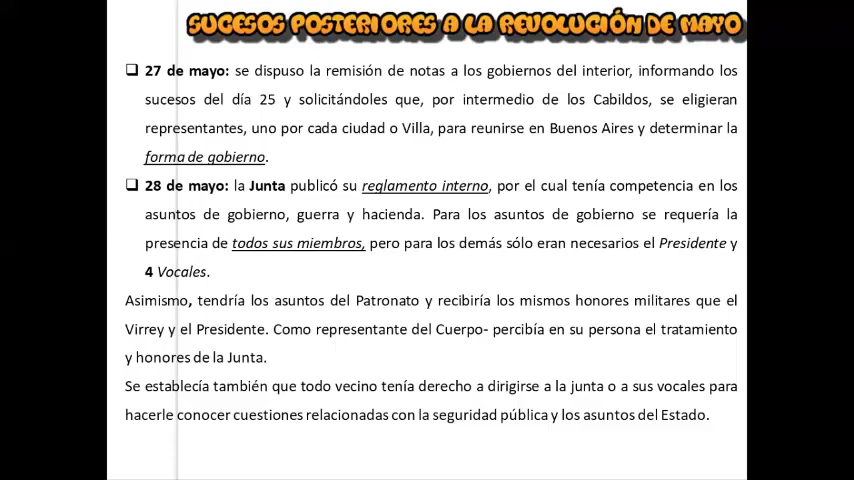 SUCESOS POSTERIORES A LA REVOLUCIÓN DE MAYO
❑ 27 de mayo: se dispuso la remisión de notas a los gobiernos del interior, informando los
sucesos del día 25 y solicitándoles que, por intermedio de los Cabildos, se eligieran
representantes, uno por cada ciudad o Villa, para reunirse en Buenos Aires y determinar la
forma de gobierno.
❑ 28 de mayo: la Junta publicó su reglamento interno, por el cual tenía competencia en los
asuntos de gobierno, guerra y hacienda. Para los asuntos de gobierno se requería la
presencia de todos sus miembros, pero para los demás sólo eran necesarios el Presidente y
4 Vocales.
Asimismo, tendría los asuntos del Patronato y recibiría los mismos honores militares que el
Virrey y el Presidente. Como representante del Cuerpo- percibía en su persona el tratamiento
y honores de la Junta.
Se establecía también que todo vecino tenía derecho a dirigirse a la junta o a sus vocales para
hacerle conocer cuestiones relacionadas con la seguridad pública y los asuntos del Estado.